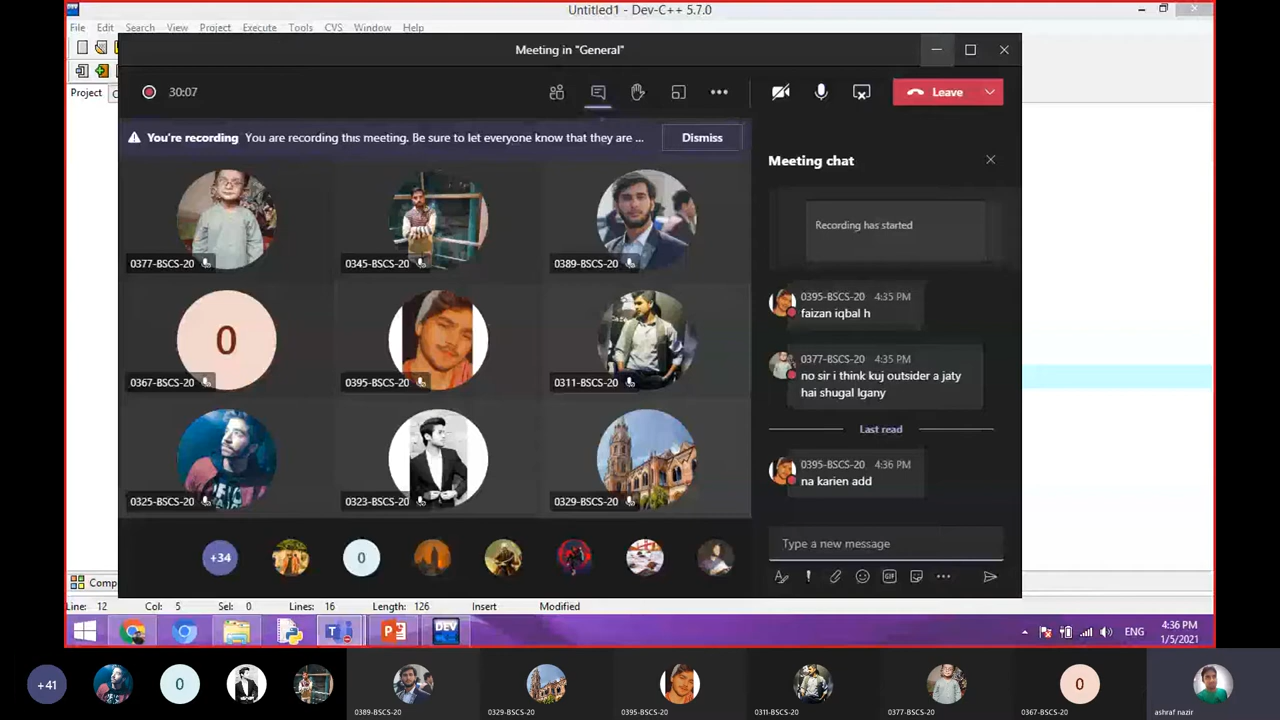 Untitled1 - Dev-C++ 5.7.0
File Edit Search View Project Execute Tools CVS Window Help
Meeting in "General"
Project
30:07
Leave
You're recording You are recording this meeting. Be sure to let everyone know that they are ...
Dismiss
Meeting chat
Recording has started
0377-BSCS-20
0345-BSCS-20
0389-BSCS-20
0395-BSCS-20 4:35 PM
faizan iqbal h
0
0377-BSCS-20 4:35 PM
no sir i think kuj outsider a jaty
hai shugal lgany
0367-BSCS-20
0395-BSCS-20
0311-BSCS-20
Last read
0395-BSCS-20 4:36 PM
na karien add
0325-BSCS-20
0323-BSCS-20
0329-BSCS-20
+34
0
Type a new message
GIF
Comp
Line: 12 Col: 5 Sel: 0 Lines: 16 Length: 126 Insert Modified
DEV
ENG
4:36 PM
1/5/2021
+41
0
0
0389-BSCS-20
0329-BSCS-20
0395-BSCS-20
0311-BSCS-20
0377-BSCS-20
0367-BSCS-20
ashraf nazir